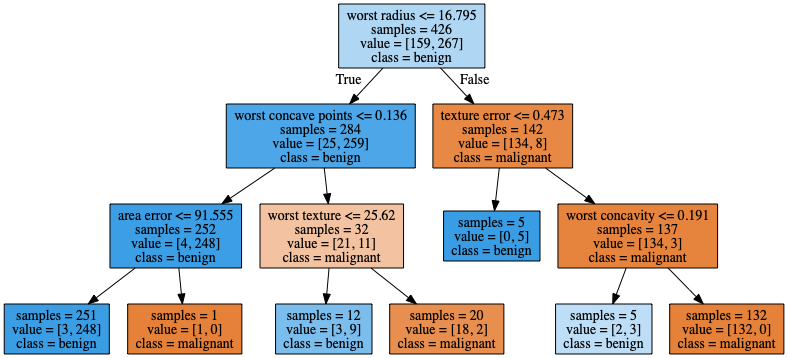 worst radius <= 16.795
samples = 426
value = [159, 267]
class = benign
True
False
worst concave points <= 0.136
samples = 284
value = [25, 259]
class = benign
texture error <= 0.473
samples = 142
value = [134, 8]
class = malignant
area error <= 91.555
samples = 252
value = [4, 248]
class = benign
worst texture <= 25.62
samples = 32
value = [21, 11]
class = malignant
samples = 5
value = [0, 5]
class = benign
worst concavity <= 0.191
samples = 137
value = [134, 3]
class = malignant
samples = 251
value = [3, 248]
class = benign
samples = 1
value = [1, 0]
class = malignant
samples = 12
value = [3, 9]
class = benign
samples = 20
value = [18, 2]
class = malignant
samples = 5
value = [2, 3]
class = benign
samples = 132
value = [132, 0]
class = malignant